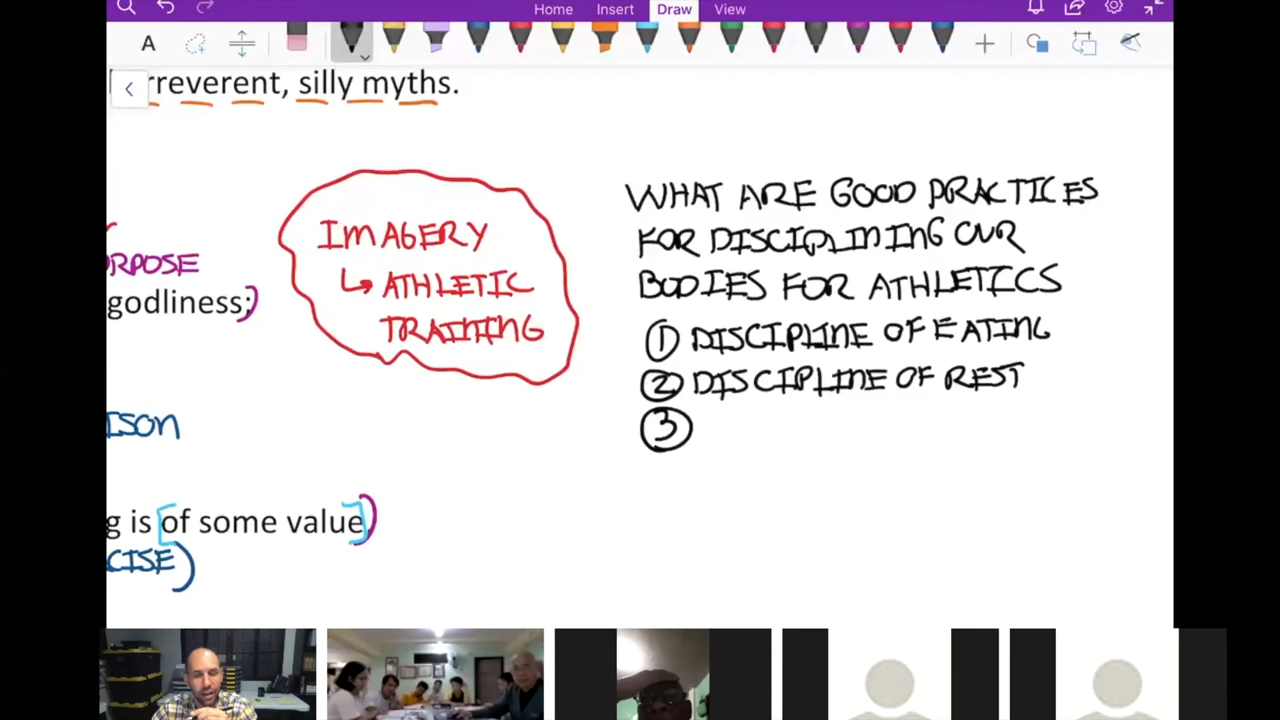 Home Insert Draw View
A
rreverent, silly myths.
WHAT ARE GOOD PRACTICES
FOR DISCIPLINING OUR
BODIES FOR ATHLETICS
① DISCIPLINE OF EATING
② DISCIPLINE OF REST
③
IMAGERY
↳ ATHLETIC
TRAINING
RPOSE
godliness;)
ISON
g is [of some value,])
CISE)